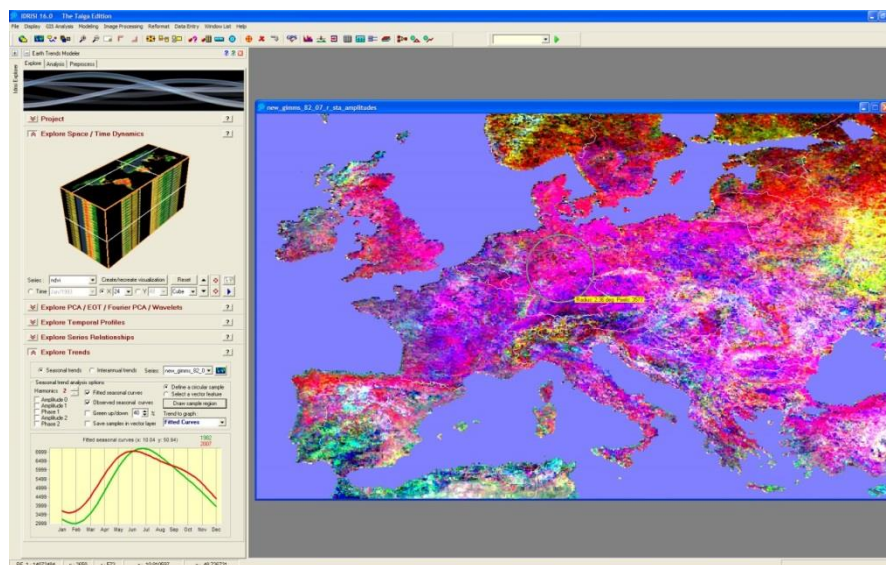 IDRISI 16.0 The Taiga Edition
File Display GIS Analysis Modeling Image Processing Reformat Data Entry Window List Help
Earth Trends Modeler
Explore Analysis Preprocess
Idrisi Explorer
Project
Explore Space / Time Dynamics
Series: ndvi Create/recreate visualization Reset
Time X 24 Y Cube
Explore PCA / EOT / Fourier PCA / Wavelets
Explore Temporal Profiles
Explore Series Relationships
Explore Trends
Seasonal trends Interannual trends Series: new_gimms_82_0
Seasonal trend analysis options
Harmonics 2
Amplitude 0
Amplitude 1
Phase 1
Amplitude 2
Phase 2
Fitted seasonal curves
Observed seasonal curves
Green up/down 40 %
Save samples in vector layer
Define a circular sample
Select a vector feature
Draw sample region
Trend to graph:
Fitted Curves
1982
2007
Jan Feb Mar Apr May Jun Jul Aug Sep Oct Nov Dec
new_gimms_82_07_r_sta_amplitudes